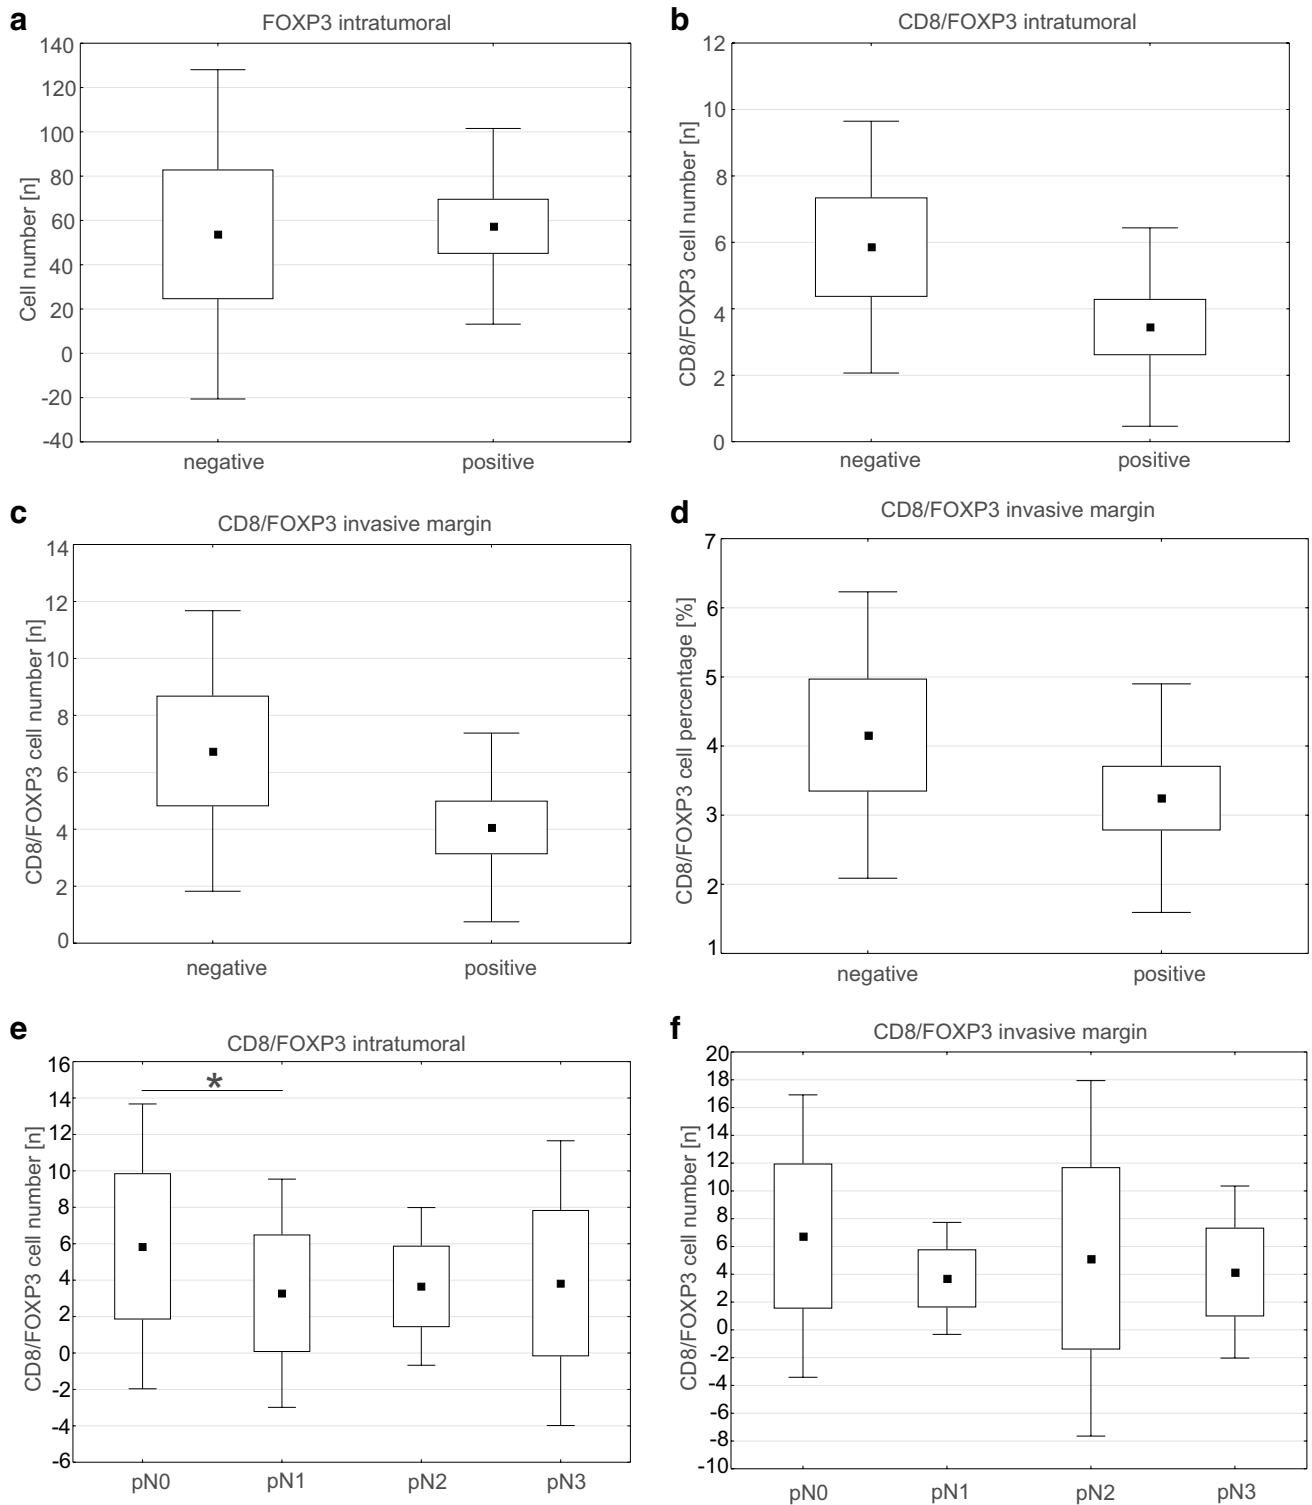 a
FOXP3 intratumoral
Cell number [n]
140
120
100
80
60
40
20
0
-20
-40
negative
positive
b
CD8/FOXP3 intratumoral
CD8/FOXP3 cell number [n]
12
10
8
6
4
2
0
negative
positive
c
CD8/FOXP3 invasive margin
CD8/FOXP3 cell number [n]
14
12
10
8
6
4
2
0
negative
positive
d
CD8/FOXP3 invasive margin
CD8/FOXP3 cell percentage [%]
7
6
5
4
3
2
1
negative
positive
e
CD8/FOXP3 intratumoral
CD8/FOXP3 cell number [n]
16
14
12
10
8
6
4
2
0
-2
-4
-6
*
pN0
pN1
pN2
pN3
f
CD8/FOXP3 invasive margin
CD8/FOXP3 cell number [n]
20
18
16
14
12
10
8
6
4
2
0
-2
-4
-6
-8
-10
pN0
pN1
pN2
pN3